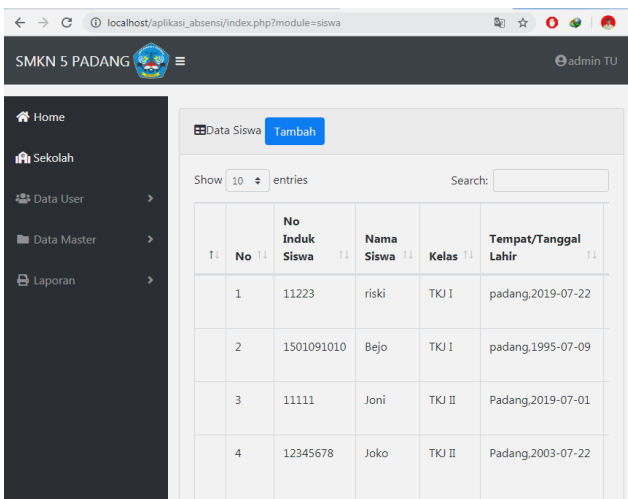 localhost/aplikasi_absensi/index.php?module=siswa
SMKN 5 PADANG
admin TU
Home
Sekolah
Data User
Data Master
Laporan
Data Siswa Tambah
Show 10 entries Search:
No No Induk Siswa Nama Siswa Kelas Tempat/Tanggal Lahir
1 11223 riski TKJ I padang,2019-07-22
2 1501091010 Bejo TKJ I padang,1995-07-09
3 11111 Joni TKJ II Padang,2019-07-01
4 12345678 Joko TKJ II Padang,2003-07-22